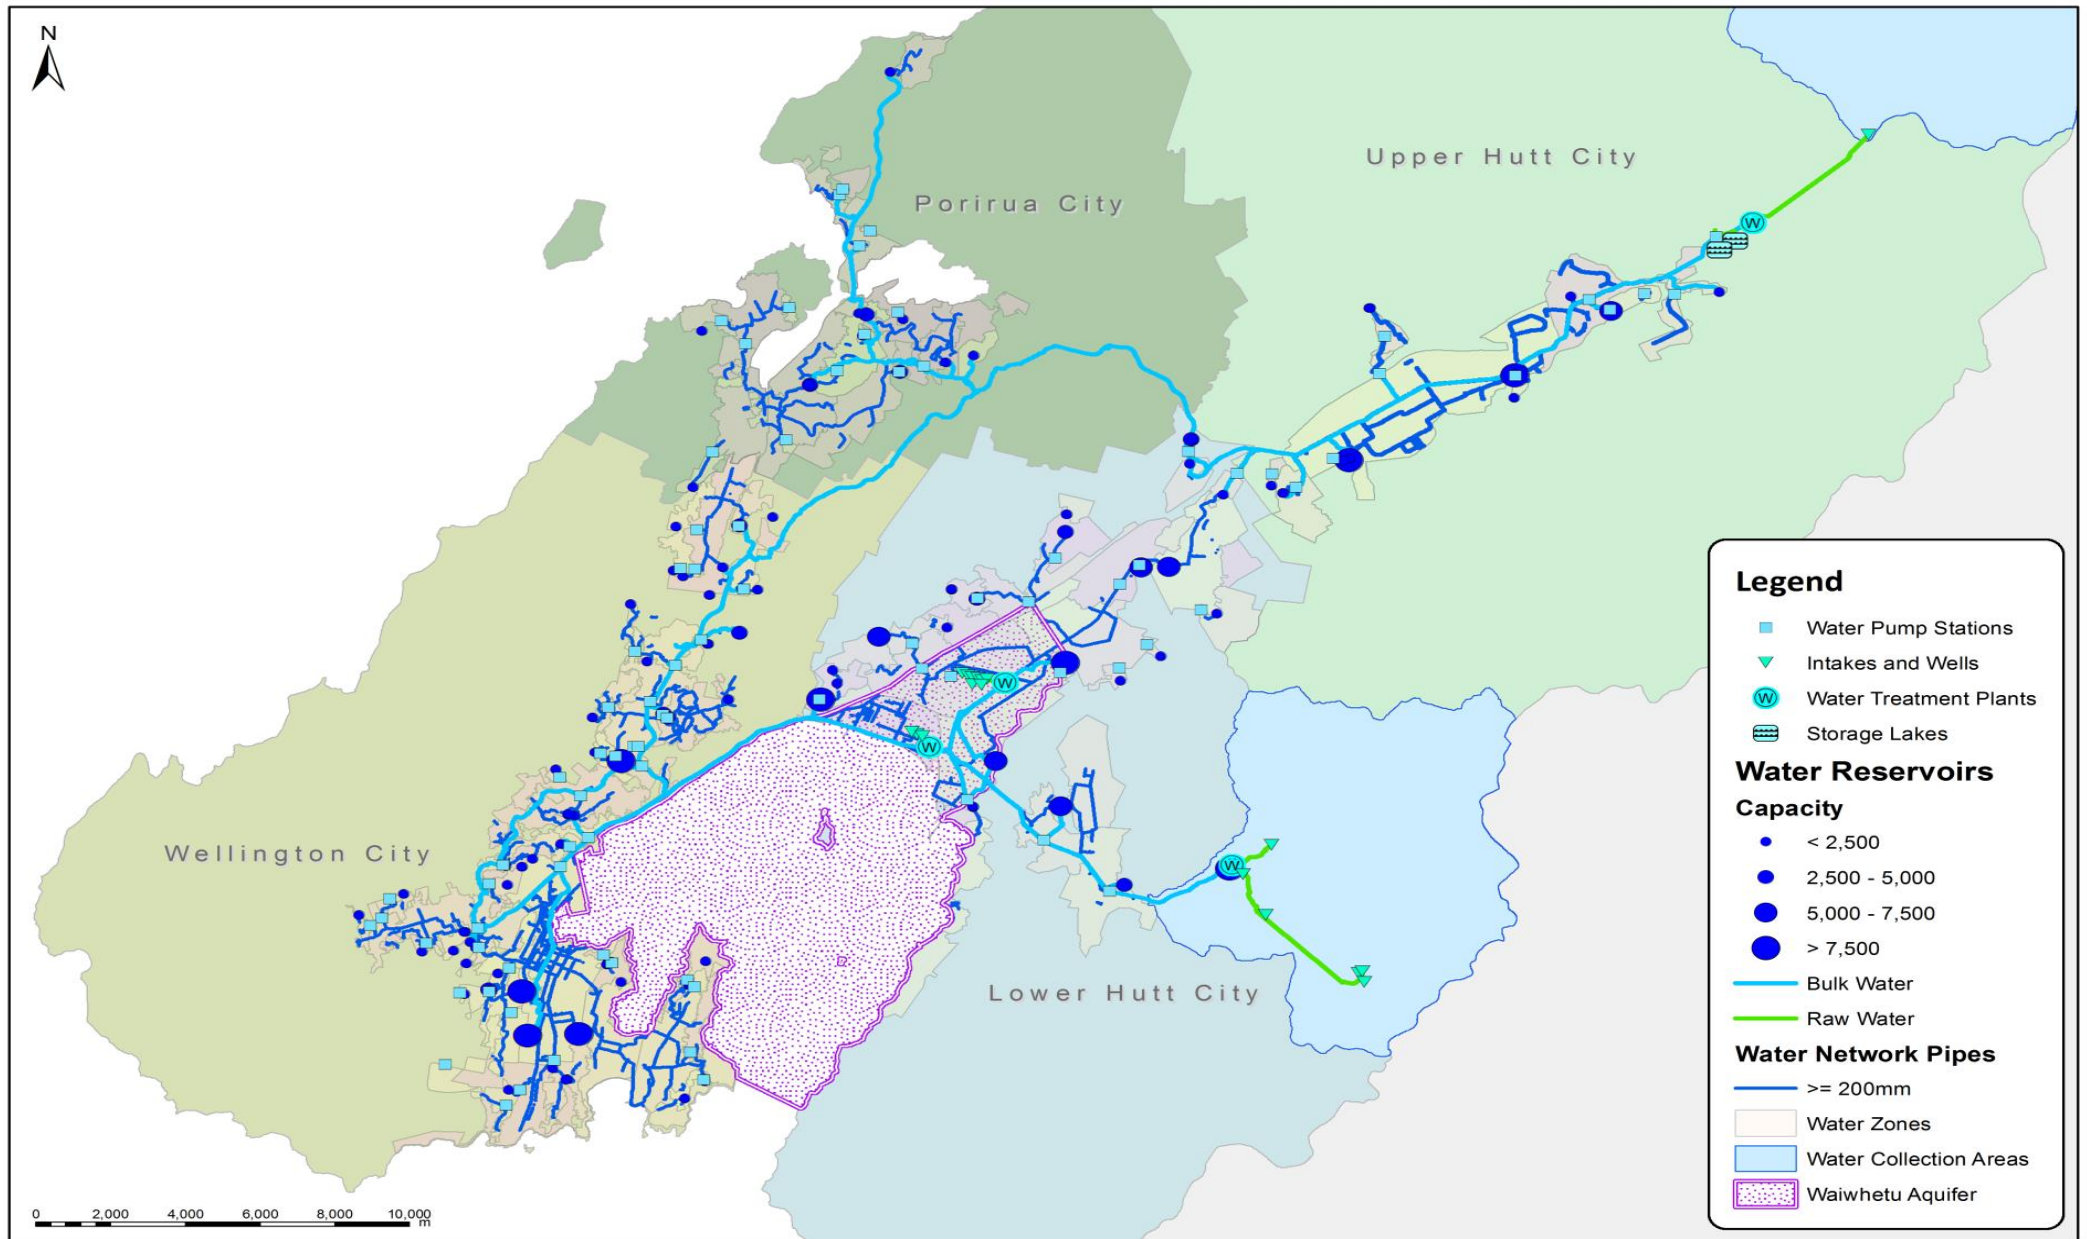 N
Upper Hutt City
Porirua City
Wellington City
Lower Hutt City
W
W
W
W
0 2,000 4,000 6,000 8,000 10,000 m
Legend
Water Pump Stations
Intakes and Wells
W Water Treatment Plants
Storage Lakes
Water Reservoirs
Capacity
< 2,500
2,500 - 5,000
5,000 - 7,500
> 7,500
Bulk Water
Raw Water
Water Network Pipes
>= 200mm
Water Zones
Water Collection Areas
Waiwhetu Aquifer